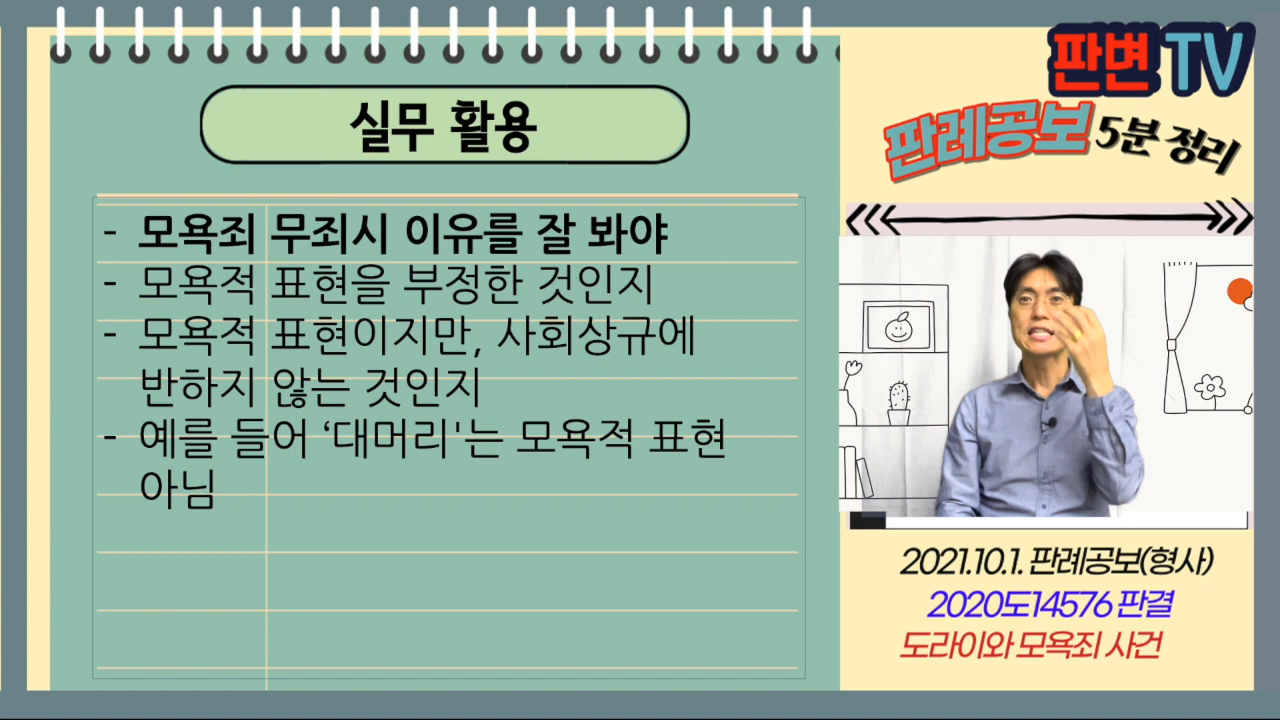 판변 TV
판례공보 5분 정리
실무 활용
- 모욕죄 무죄시 이유를 잘 봐야
- 모욕적 표현을 부정한 것인지
- 모욕적 표현이지만, 사회상규에
반하지 않는 것인지
- 예를 들어 ‘대머리'는 모욕적 표현
아님
2021.10.1. 판례공보(형사)
2020도14576 판결
도라이와 모욕죄 사건